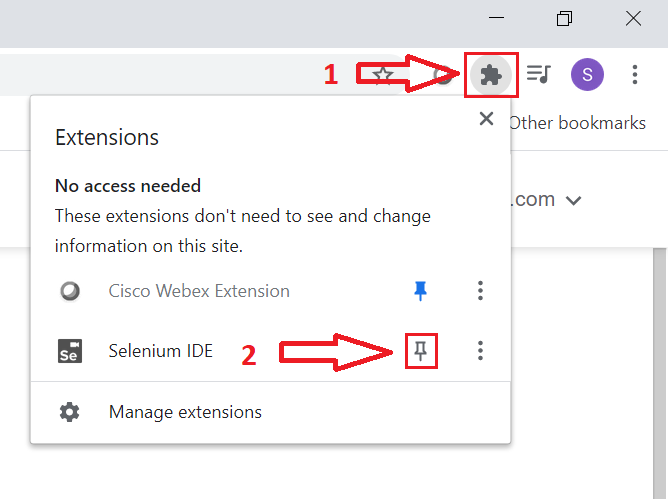 1
S
Other bookmarks
Extensions
.com
No access needed
These extensions don't need to see and change
information on this site.
Cisco Webex Extension
Se Selenium IDE 2
Manage extensions